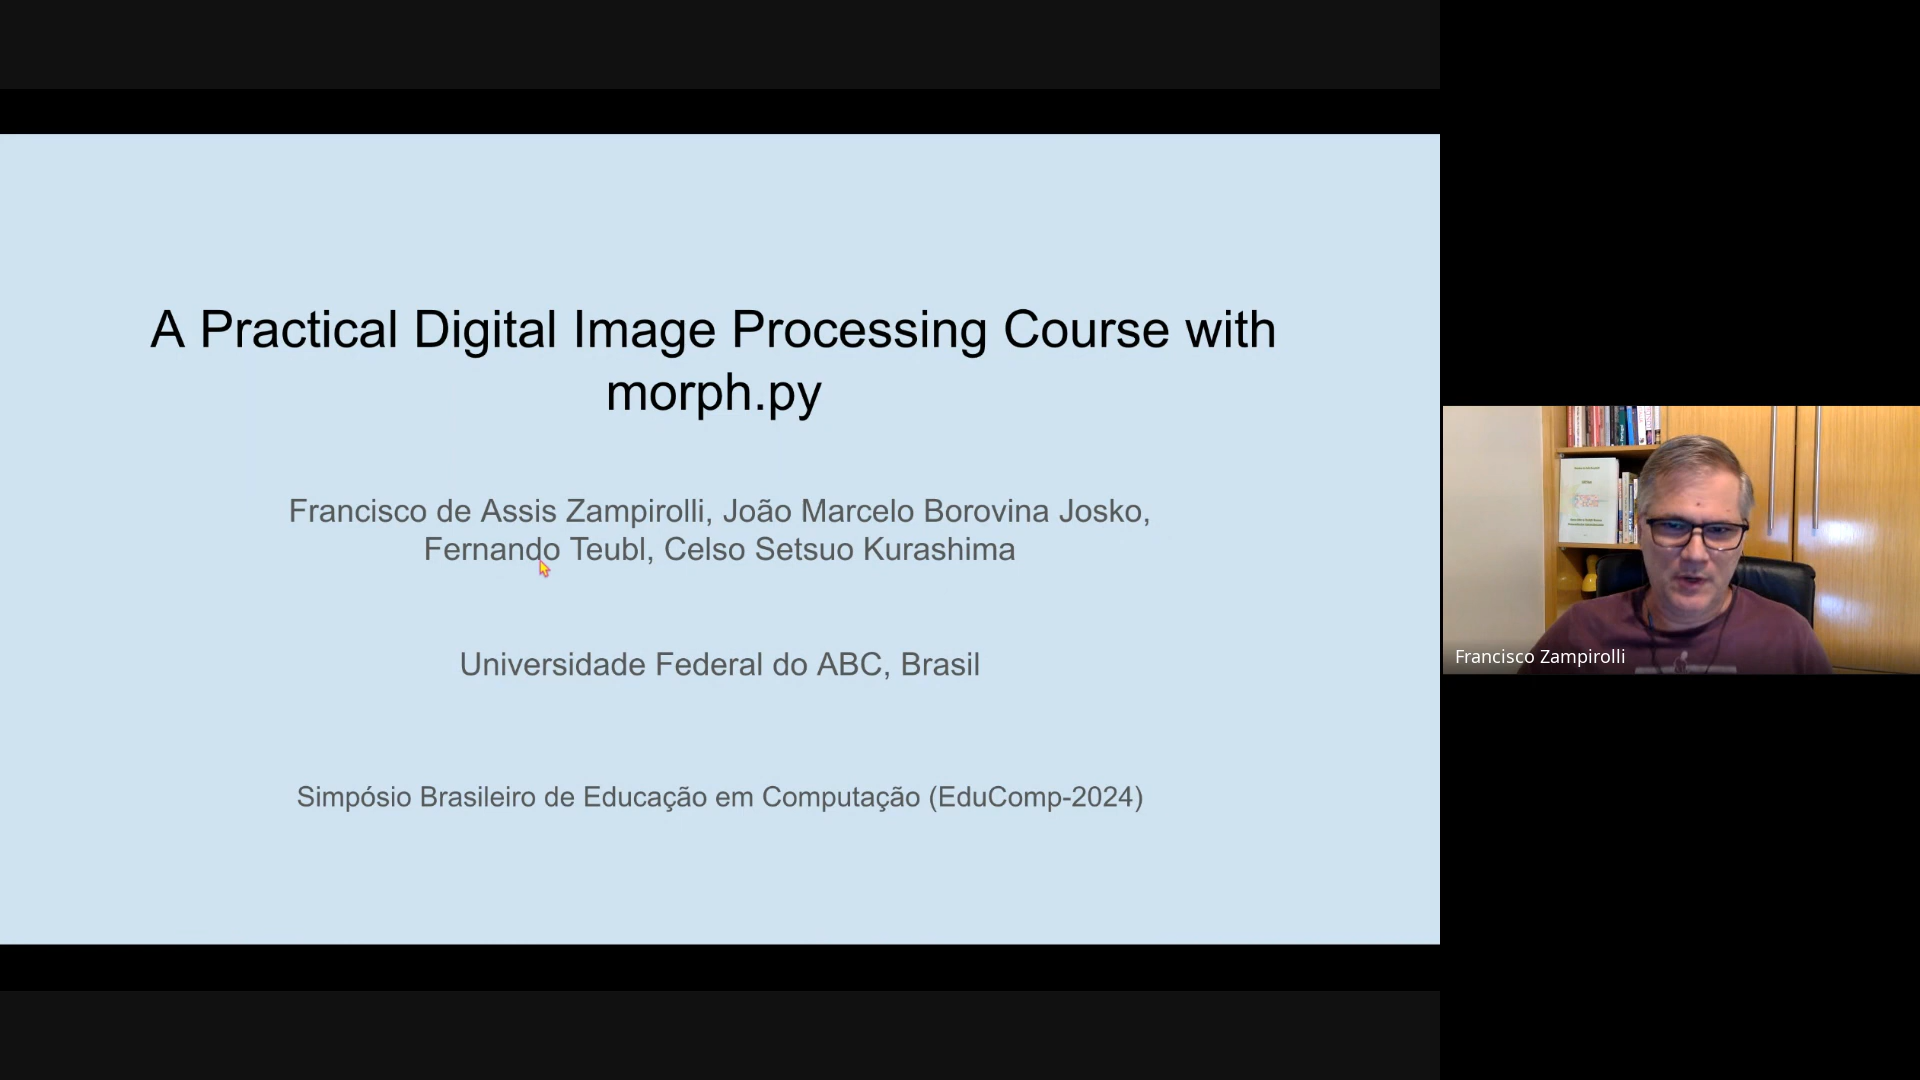 A Practical Digital Image Processing Course with
morph.py
Francisco de Assis Zampirolli, João Marcelo Borovina Josko,
Fernando Teubl, Celso Setsuo Kurashima
Universidade Federal do ABC, Brasil
Simpósio Brasileiro de Educação em Computação (EduComp-2024)
Francisco Zampirolli